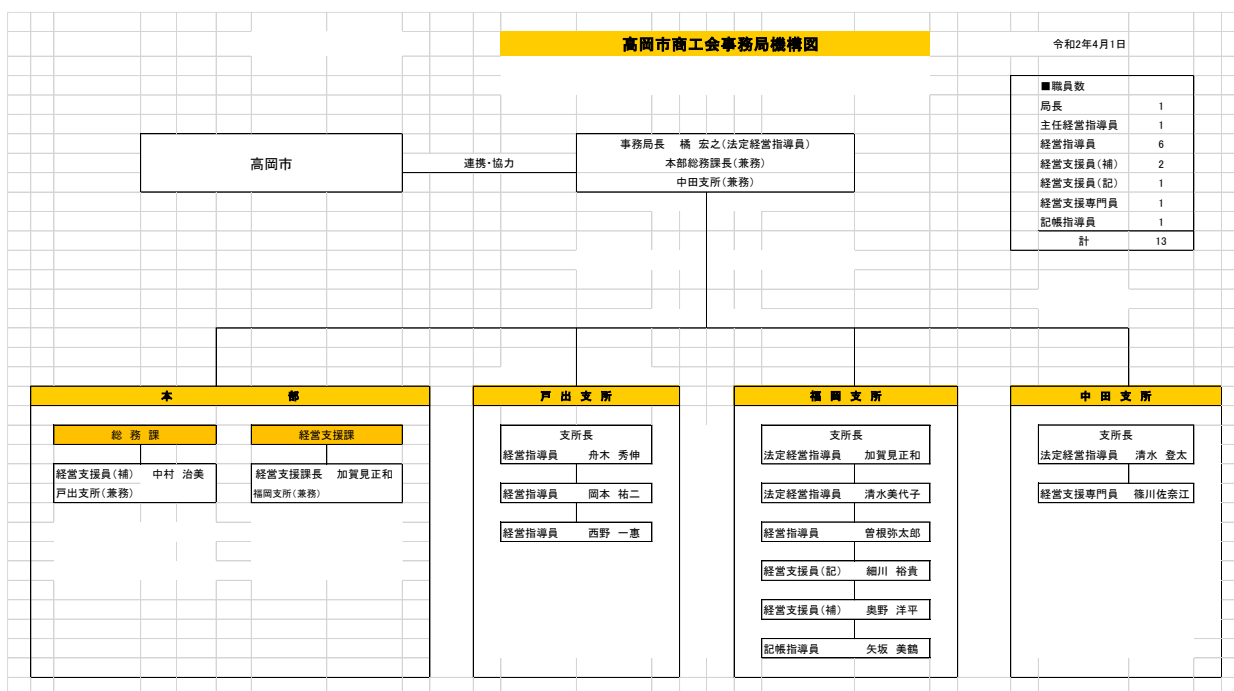 高岡市商工会事務局機構図
令和2年4月1日
■職員数
局長 1
主任経営指導員 1
経営指導員 6
経営支援員(補) 2
経営支援員(記) 1
経営支援専門員 1
記帳指導員 1
計 13
高岡市
連携・協力
事務局長 橘 宏之(法定経営指導員)
本部総務課長(兼務)
中田支所(兼務)
本 部
総 務 課
経営支援員(補) 中村 治美
戸出支所(兼務)
経営支援課
経営支援課長 加賀見正和
福岡支所(兼務)
戸 出 支 所
支所長
経営指導員 舟木 秀伸
経営指導員 岡本 祐二
経営指導員 西野 一惠
福 岡 支 所
支所長
法定経営指導員 加賀見正和
法定経営指導員 清水美代子
経営指導員 曽根弥太郎
経営支援員(記) 細川 裕貴
経営支援員(補) 奥野 洋平
記帳指導員 矢坂 美鶴
中 田 支 所
支所長
法定経営指導員 清水 登太
経営支援専門員 篠川佐奈江